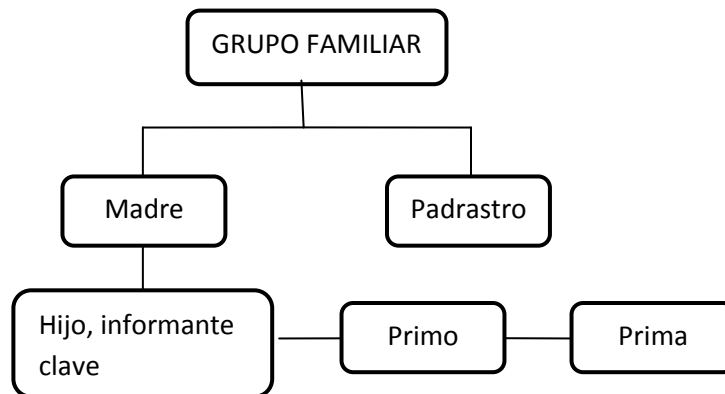 GRUPO FAMILIAR
Madre
Padrastro
Hijo, informante
clave
Primo
Prima